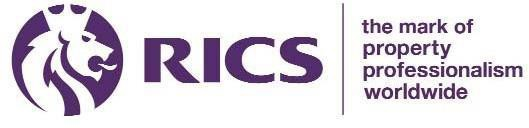 RICS
the mark of
property
professionalism
worldwide